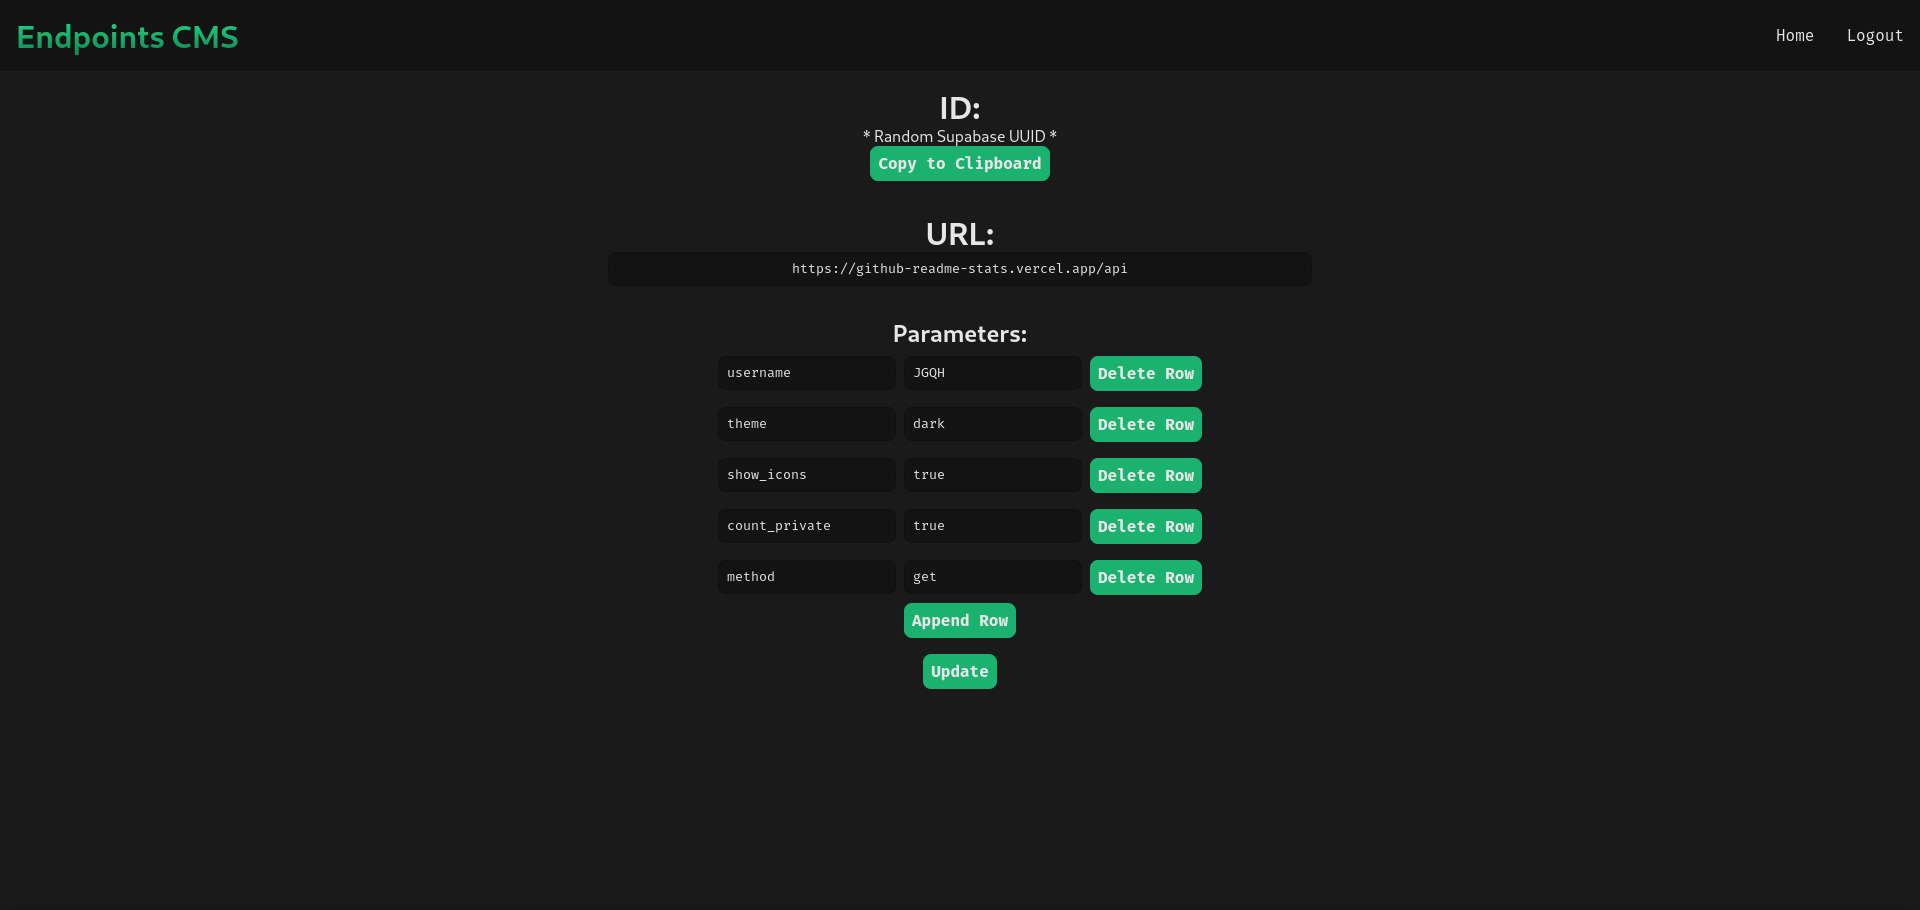 Endpoints CMS
Home Logout
ID:
* Random Supabase UUID *
Copy to Clipboard
URL:
https://github-readme-stats.vercel.app/api
Parameters:
username JGQH Delete Row
theme dark Delete Row
show_icons true Delete Row
count_private true Delete Row
method get Delete Row
Append Row
Update